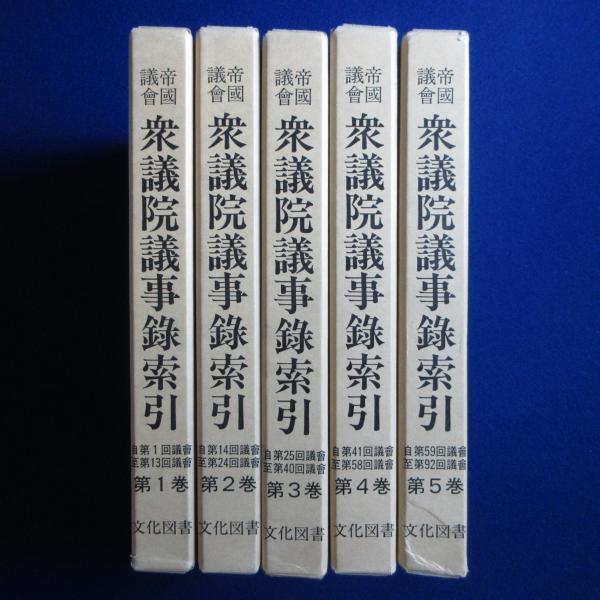 帝國
議會
衆議院議事錄索引
自第1回議會
至第13回議會
第1巻
文化図書
帝國
議會
衆議院議事錄索引
自第14回議會
至第24回議會
第2巻
文化図書
帝國
議會
衆議院議事錄索引
自第25回議會
至第40回議會
第3巻
文化図書
帝國
議會
衆議院議事錄索引
自第41回議會
至第58回議會
第4巻
文化図書
帝國
議會
衆議院議事錄索引
自第59回議會
至第92回議會
第5巻
文化図書